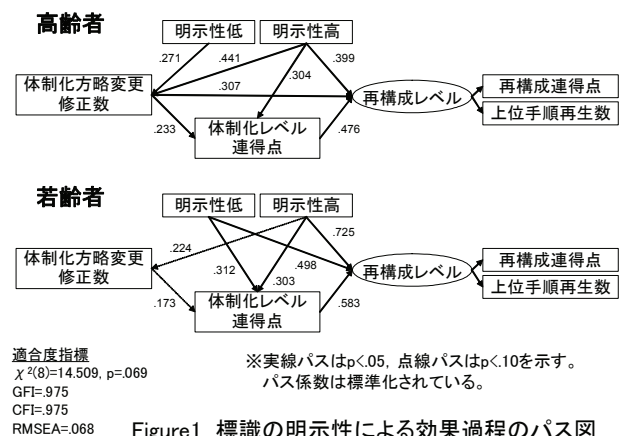 高齢者
明示性低 明示性高
.271 .441 .399
体制化方略変更
修正数
.304
.307
再構成レベル
再構成連得点
上位手順再生数
.233
体制化レベル
連得点
.476
若齢者
明示性低 明示性高
.224 .725
体制化方略変更
修正数
.312 .498
.303
再構成レベル
再構成連得点
上位手順再生数
.173
体制化レベル
連得点
.583
適合度指標
χ²(8)=14.509, p=.069
GFI=.975
CFI=.975
RMSEA=.068
※実線パスはp<.05, 点線パスはp<.10を示す。
パス係数は標準化されている。
Figure1 標識の明示性による効果過程のパス図